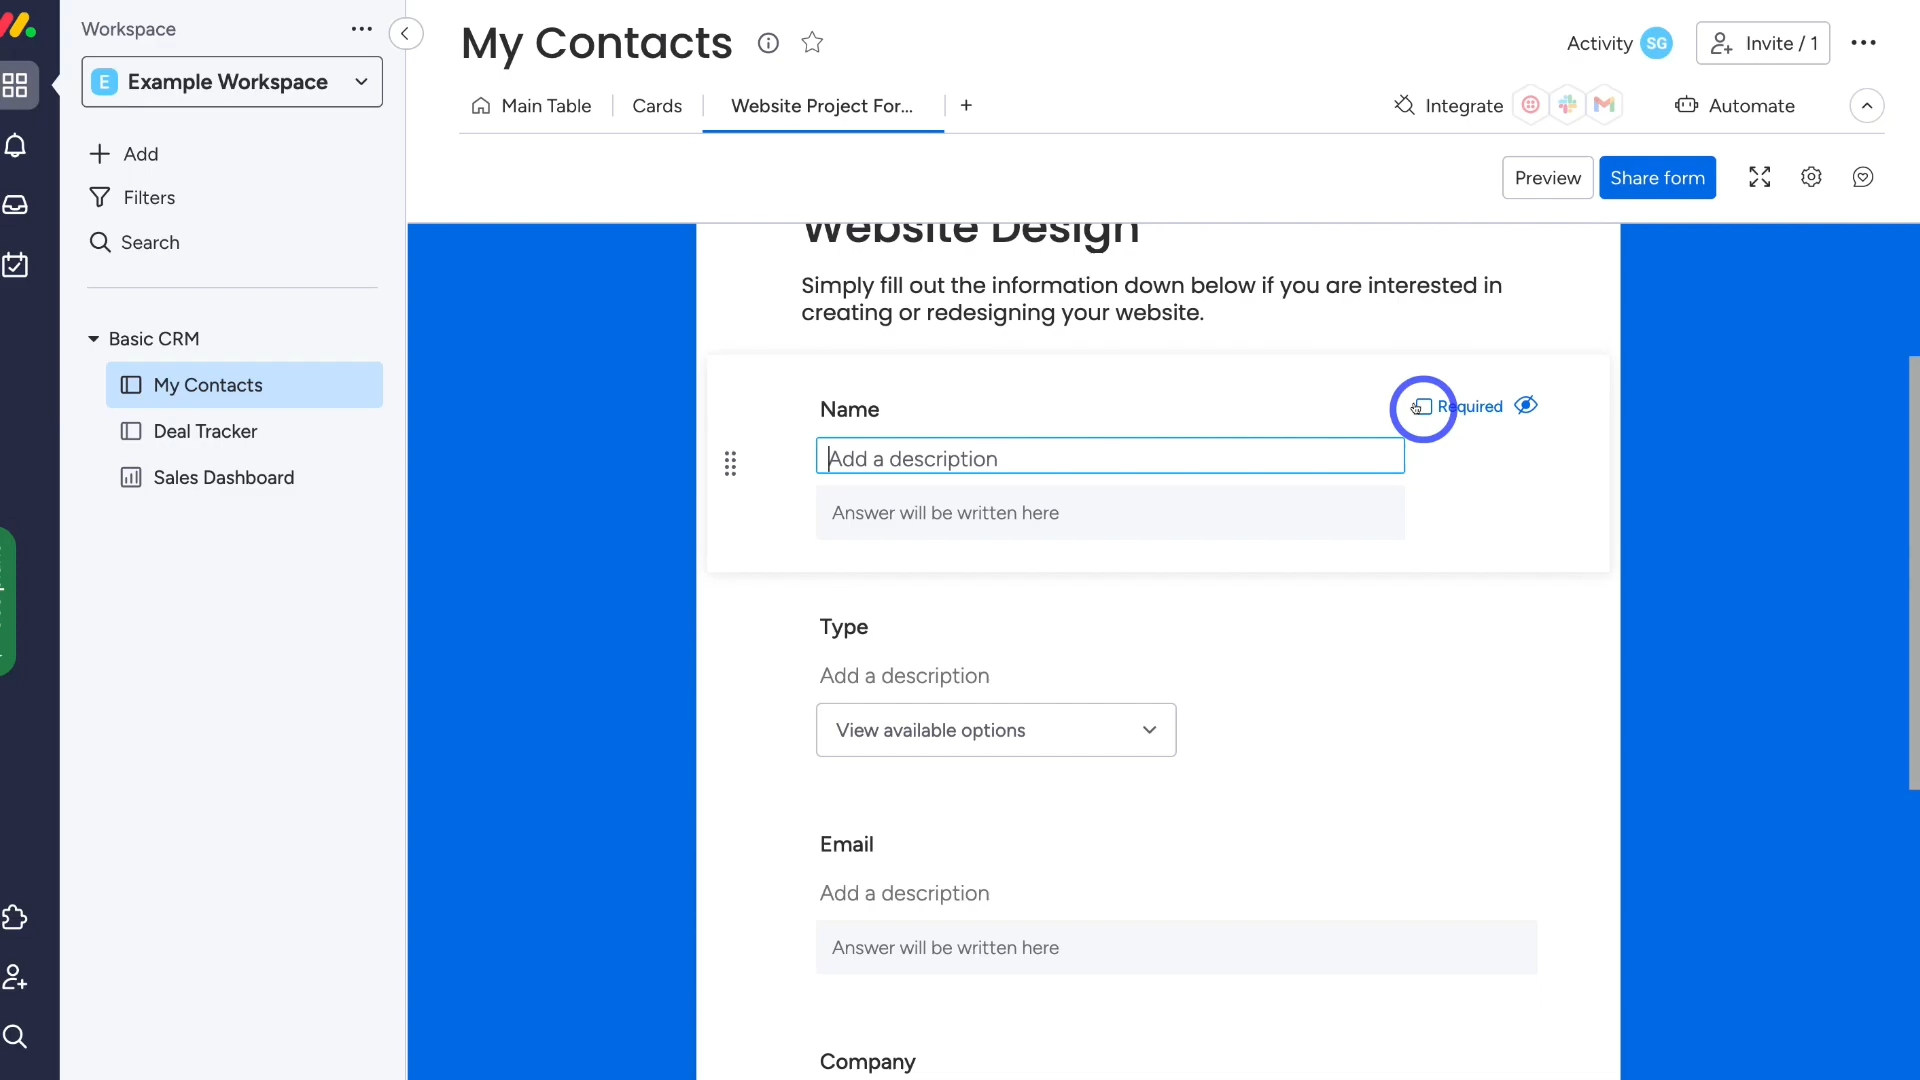 Workspace
E Example Workspace
Add
Filters
Search
Basic CRM
My Contacts
Deal Tracker
Sales Dashboard
My Contacts
Activity SG
Invite / 1
Main Table
Cards
Website Project For...
+
Integrate
Automate
Preview
Share form
Website Design
Simply fill out the information down below if you are interested in
creating or redesigning your website.
Name
Required
Add a description
Answer will be written here
Type
Add a description
View available options
Email
Add a description
Answer will be written here
Company